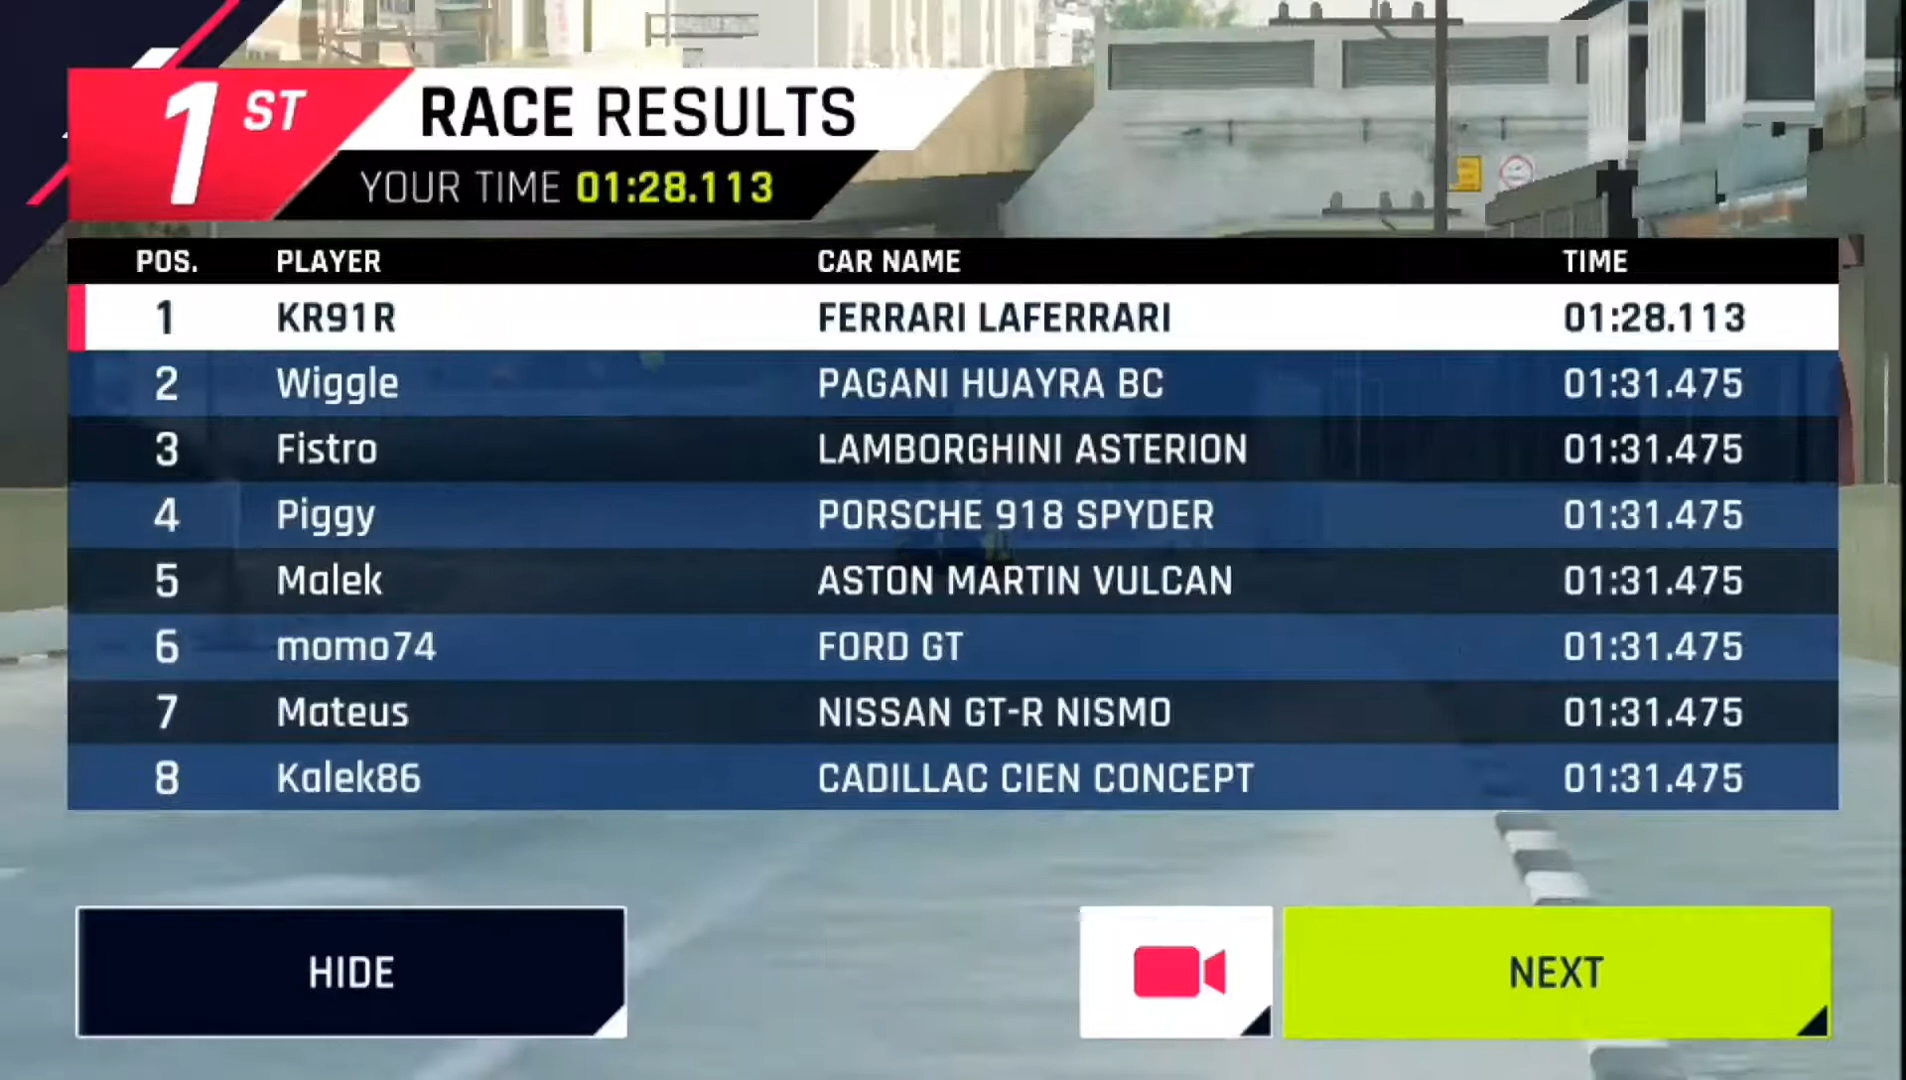 1ST
RACE RESULTS
YOUR TIME 01:28.113
POS. PLAYER CAR NAME TIME
1 KR91R FERRARI LAFERRARI 01:28.113
2 Wiggle PAGANI HUAYRA BC 01:31.475
3 Fistro LAMBORGHINI ASTERION 01:31.475
4 Piggy PORSCHE 918 SPYDER 01:31.475
5 Malek ASTON MARTIN VULCAN 01:31.475
6 momo74 FORD GT 01:31.475
7 Mateus NISSAN GT-R NISMO 01:31.475
8 Kalek86 CADILLAC CIEN CONCEPT 01:31.475
HIDE
NEXT